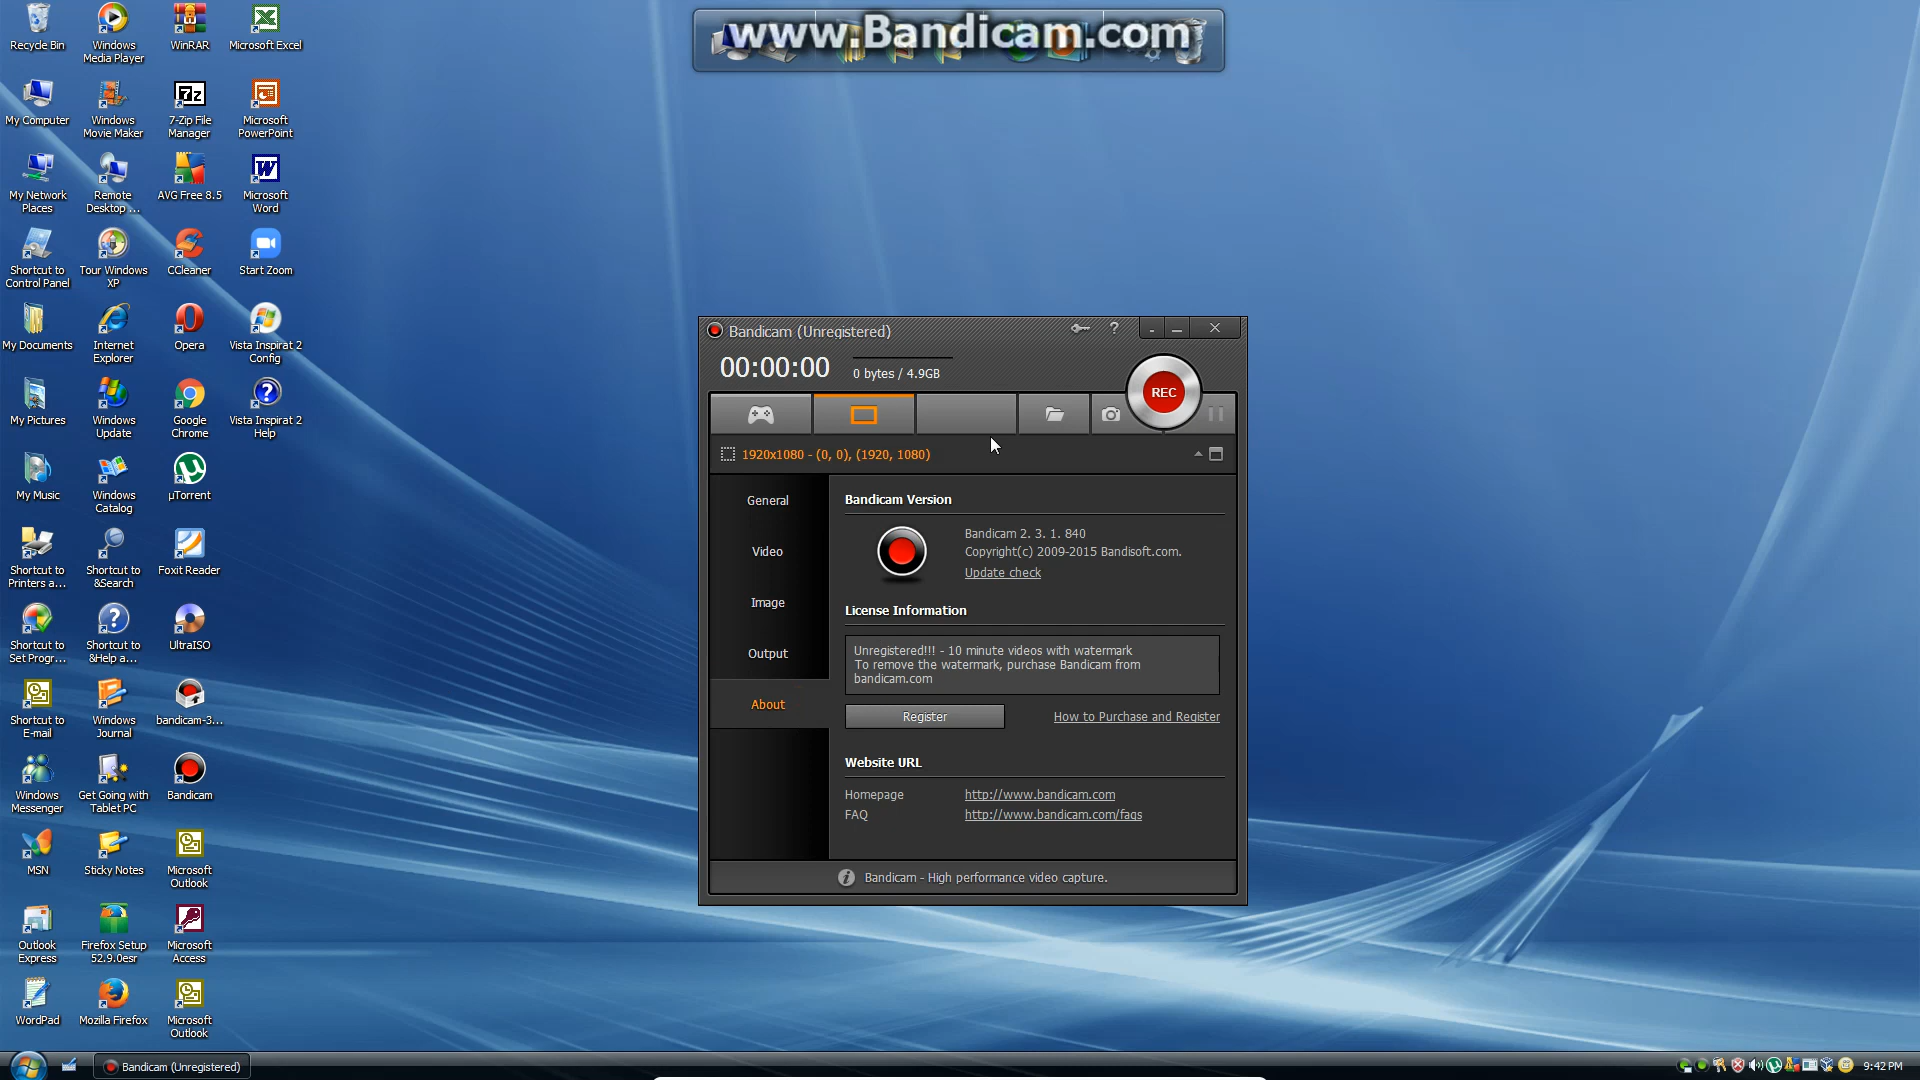 Recycle Bin
Windows
Media Player
WinRAR
Microsoft Excel
www.Bandicam.com
My Computer
Windows
Movie Maker
7-Zip File
Manager
Microsoft
PowerPoint
My Network
Places
Remote
Desktop ...
AVG Free 8.5
Microsoft
Word
Shortcut to
Control Panel
Tour Windows
XP
CCleaner
Start Zoom
My Documents
Internet
Explorer
Opera
Vista Inspirat 2
Config
My Pictures
Windows
Update
Google
Chrome
Vista Inspirat 2
Help
My Music
Windows
Catalog
µTorrent
Shortcut to
Printers a...
Shortcut to
&Search
Foxit Reader
Shortcut to
Set Progr...
Shortcut to
&Help a...
UltraISO
Shortcut to
E-mail
Windows
Journal
bandicam-3...
Windows
Messenger
Get Going with
Tablet PC
Bandicam
MSN
Sticky Notes
Microsoft
Outlook
Outlook
Express
Firefox Setup
52.9.0esr
Microsoft
Access
WordPad
Mozilla Firefox
Microsoft
Outlook
Bandicam (Unregistered)
00:00:00
0 bytes / 4.9GB
REC
1920x1080 - (0, 0), (1920, 1080)
General
Video
Image
Output
About
Bandicam Version
Bandicam 2. 3. 1. 840
Copyright(c) 2009-2015 Bandisoft.com.
Update check
License Information
Unregistered!!! - 10 minute videos with watermark
To remove the watermark, purchase Bandicam from
bandicam.com
Register
How to Purchase and Register
Website URL
Homepage
http://www.bandicam.com
FAQ
http://www.bandicam.com/faqs
Bandicam - High performance video capture.
Bandicam (Unregistered)
9:42 PM